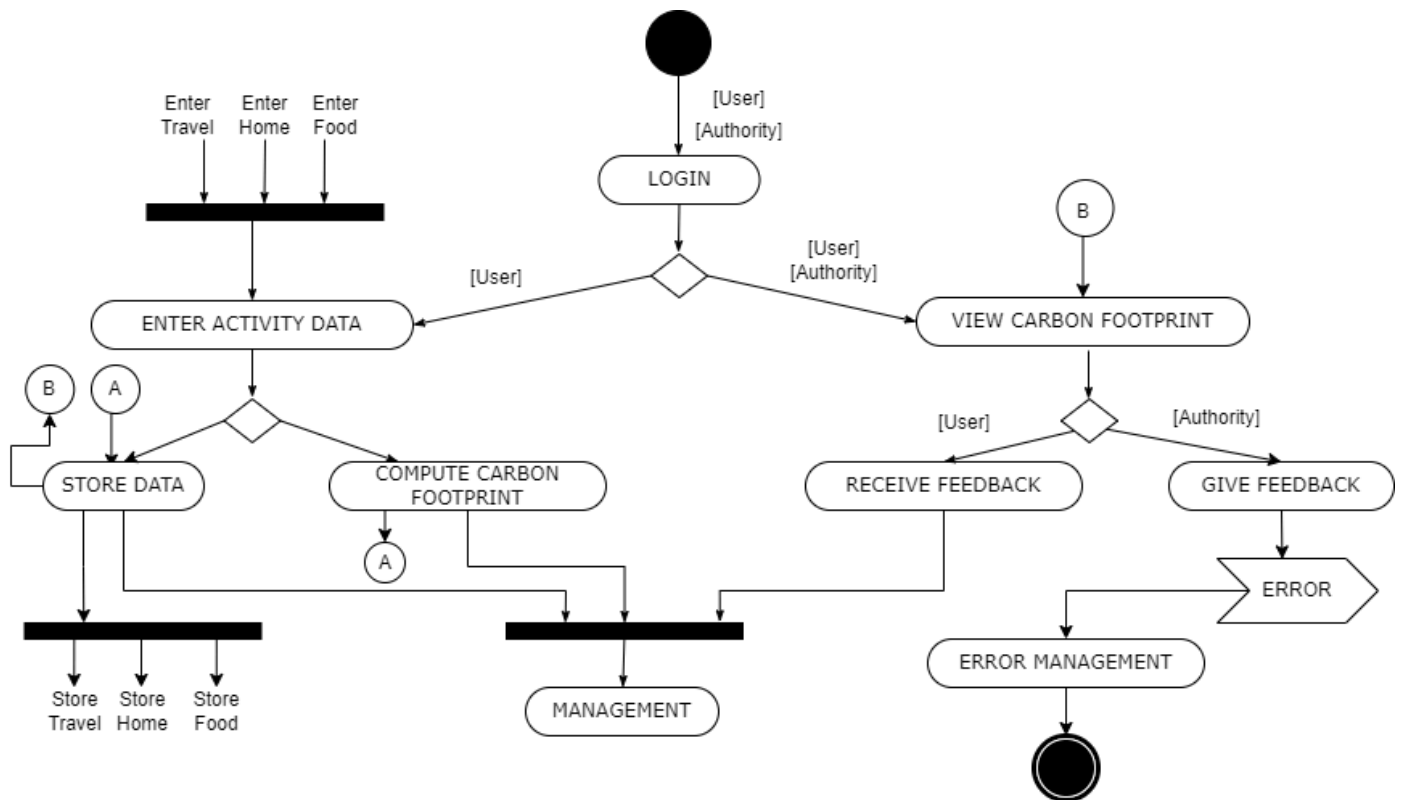 [User]
[Authority]
Enter
Travel
Enter
Home
Enter
Food
LOGIN
B
[User]
[User]
[Authority]
ENTER ACTIVITY DATA
VIEW CARBON FOOTPRINT
B
A
[User]
[Authority]
STORE DATA
COMPUTE CARBON
FOOTPRINT
RECEIVE FEEDBACK
GIVE FEEDBACK
A
ERROR
ERROR MANAGEMENT
Store
Travel
Store
Home
Store
Food
MANAGEMENT